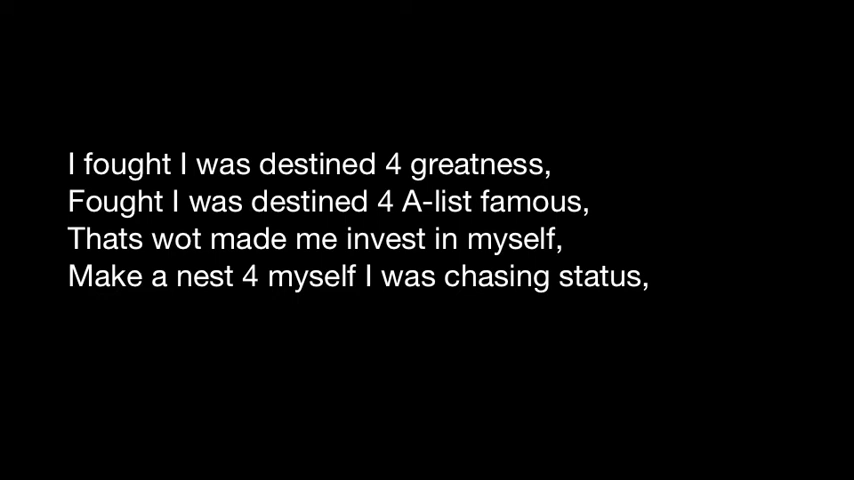 I fought I was destined 4 greatness,
Fought I was destined 4 A-list famous,
Thats wot made me invest in myself,
Make a nest 4 myself I was chasing status,